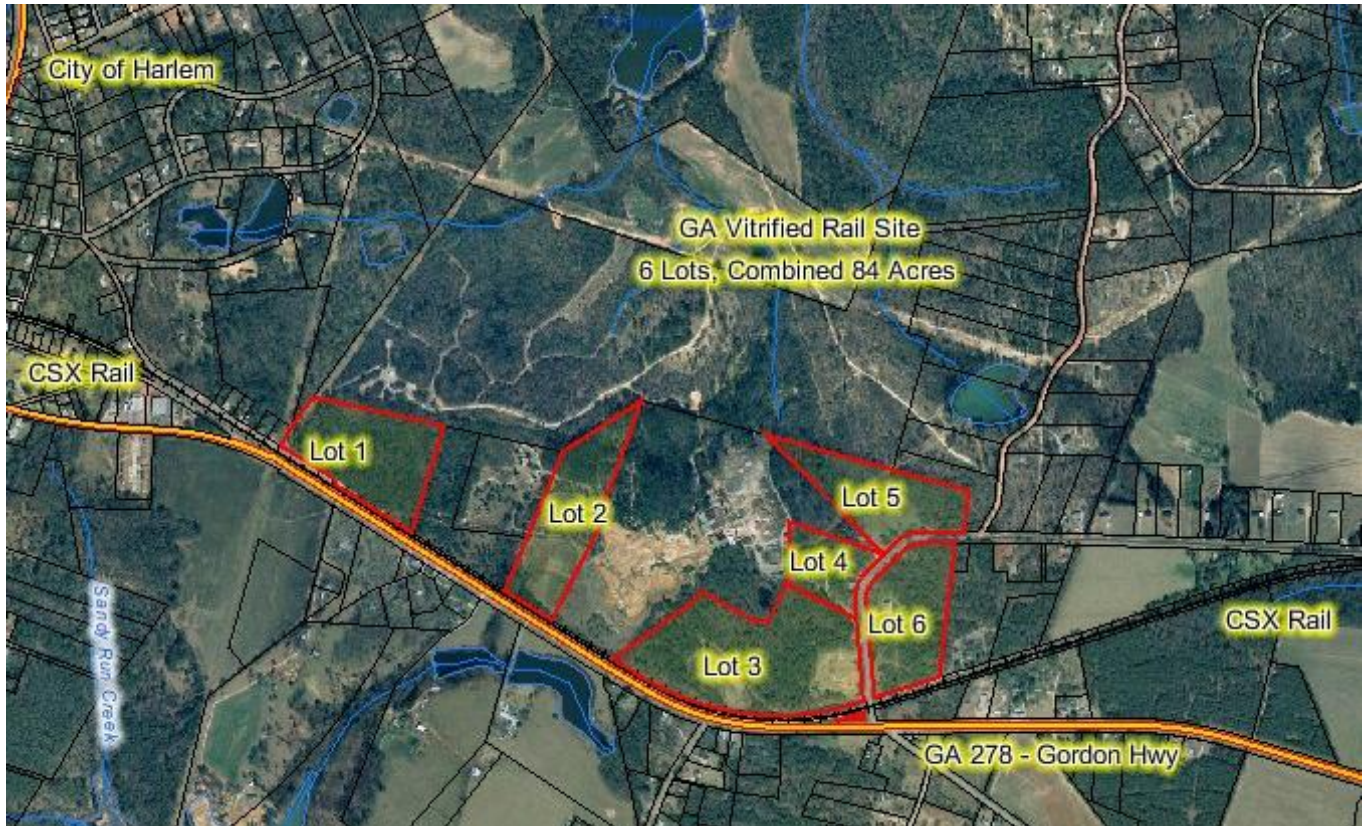 City of Harlem
GA Vitrified Rail Site
6 Lots, Combined 84 Acres
CSX Rail
Lot 1
Lot 2
Lot 5
Lot 4
Lot 6
Lot 3
CSX Rail
Sandy Run Creek
GA 278 - Gordon Hwy